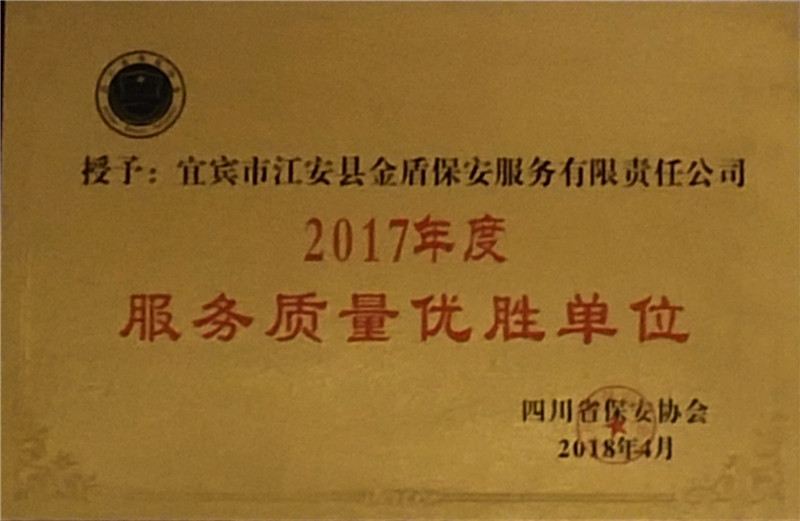 授予：宜宾市江安县金盾保安服务有限责任公司
2017年度
服务质量优胜单位
四川省保安协会
2018年4月